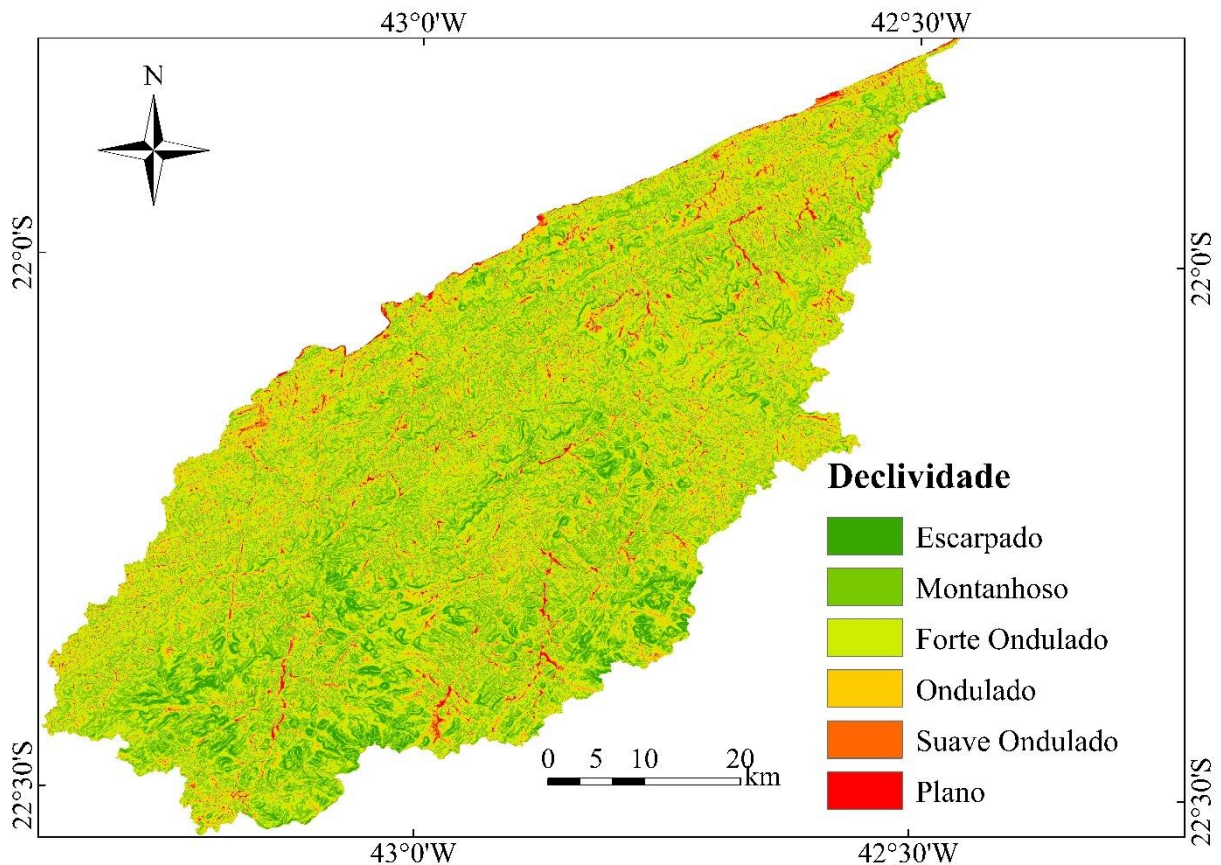 43°0'W 42°30'W
N
22°0'S 22°0'S
Declividade
Escarpado
Montanhoso
Forte Ondulado
Ondulado
Suave Ondulado
Plano
0 5 10 20
km
22°30'S 22°30'S
43°0'W 42°30'W